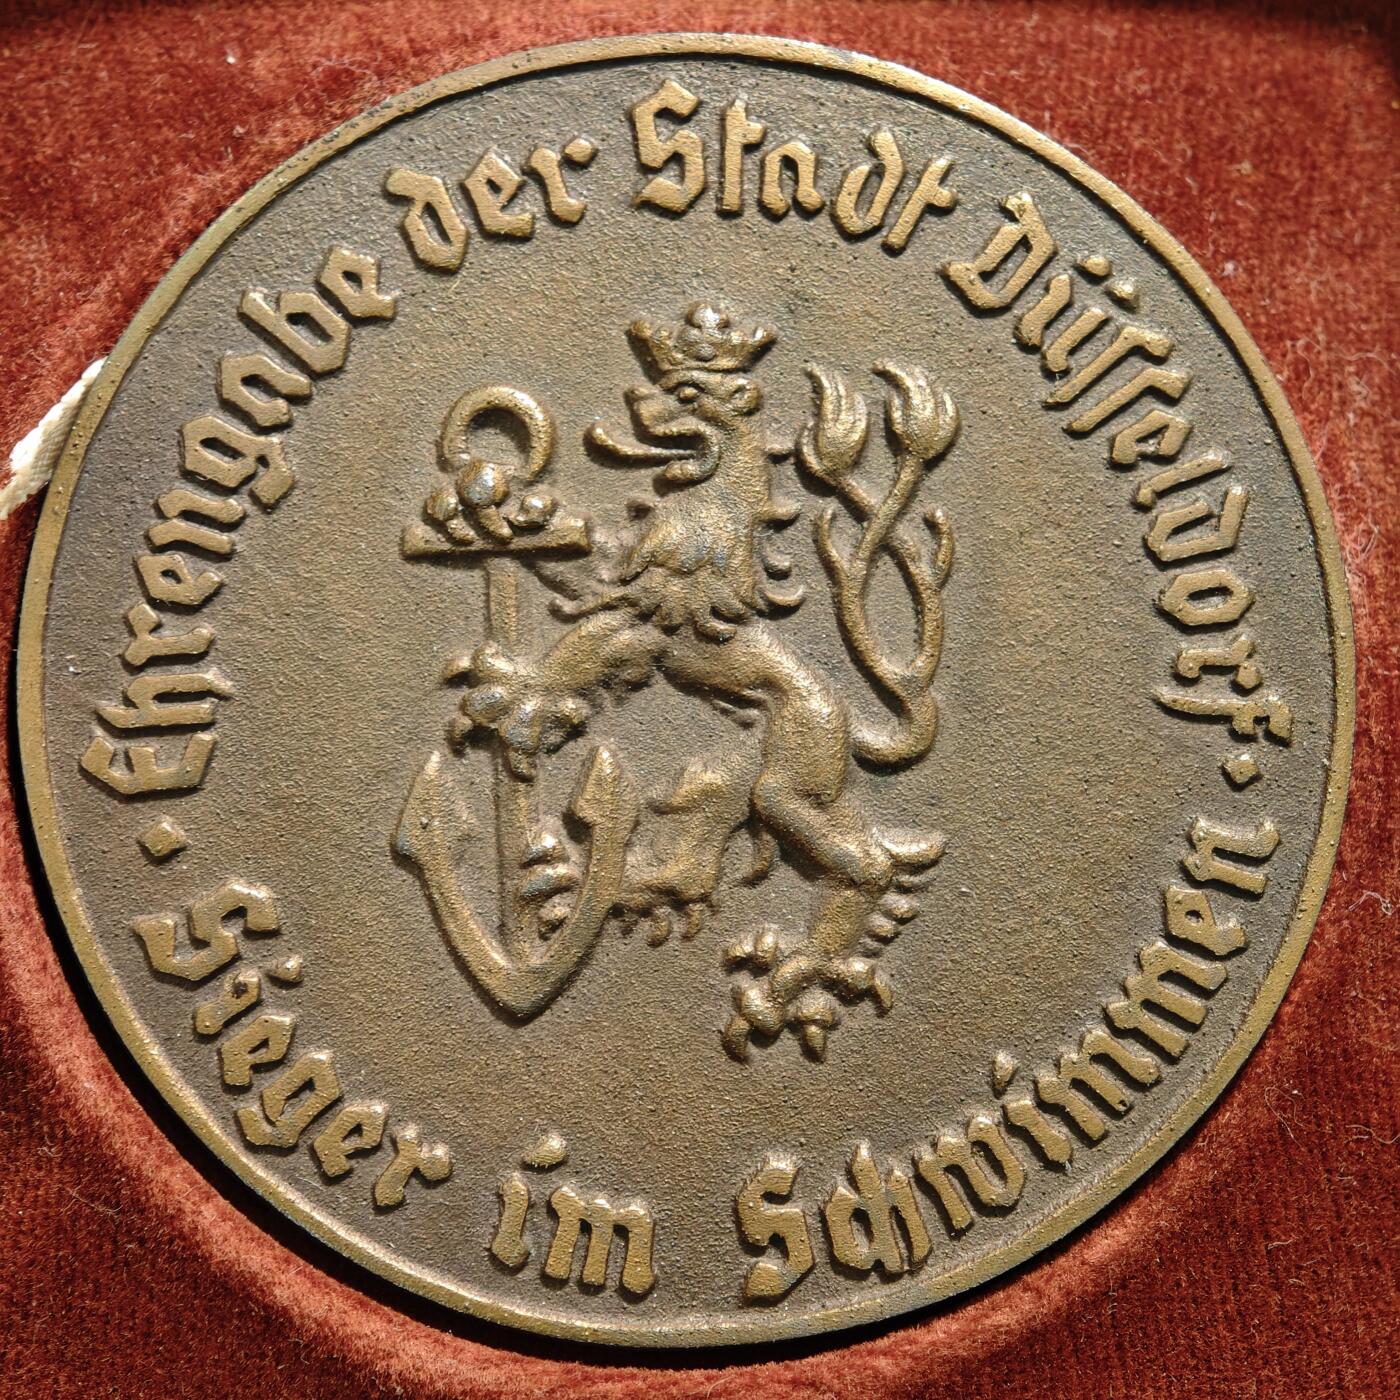 Ehrengabe der Stadt Düſſeldorf ·
Sieger im Schwimmen ·